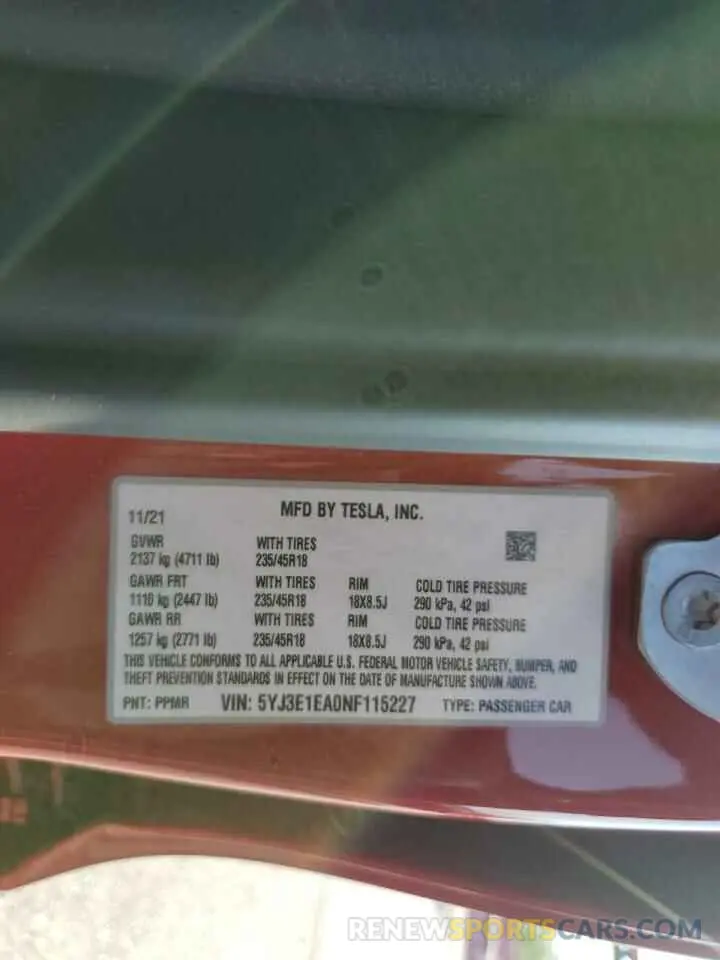 11/21 MFD BY TESLA, INC.
GVWR WITH TIRES
2137 kg (4711 lb) 235/45R18
GAWR FRT WITH TIRES RIM COLD TIRE PRESSURE
1110 kg (2447 lb) 235/45R18 18X8.5J 290 kPa, 42 psi
GAWR RR WITH TIRES RIM COLD TIRE PRESSURE
1257 kg (2771 lb) 235/45R18 18X8.5J 290 kPa, 42 psi
THIS VEHICLE CONFORMS TO ALL APPLICABLE U.S. FEDERAL MOTOR VEHICLE SAFETY, BUMPER, AND
THEFT PREVENTION STANDARDS IN EFFECT ON THE DATE OF MANUFACTURE SHOWN ABOVE.
PNT: PPMR VIN: 5YJ3E1EA0NF115227 TYPE: PASSENGER CAR
RENEWSPORTSCARS.COM